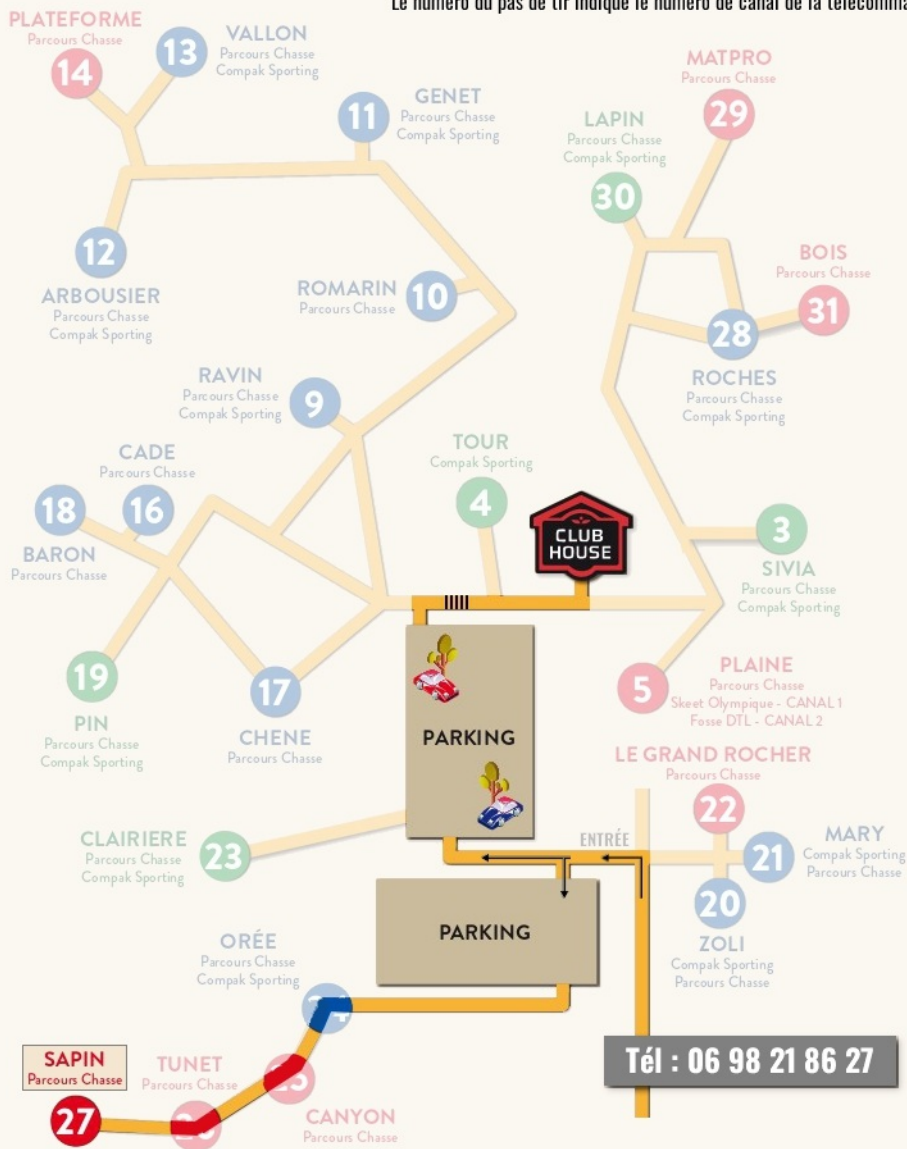 Le numéro du pas de tir indique le numéro de canal de la
PLATEFORME
Parcours Chasse
14
13
VALLON
Parcours Chasse
Compak Sporting
11
GENET
Parcours Chasse
Compak Sporting
MATPRO
Parcours Chasse
29
LAPIN
Parcours Chasse
Compak Sporting
30
12
ARBOUSIER
Parcours Chasse
Compak Sporting
ROMARIN
Parcours Chasse
10
BOIS
Parcours Chasse
31
28
ROCHES
Parcours Chasse
Compak Sporting
RAVIN
Parcours Chasse
Compak Sporting
9
CADE
Parcours Chasse
16
18
BARON
Parcours Chasse
TOUR
Compak Sporting
4
CLUB
HOUSE
3
SIVIA
Parcours Chasse
Compak Sporting
19
PIN
Parcours Chasse
Compak Sporting
17
CHENE
Parcours Chasse
5
PLAINE
Parcours Chasse
Skeet Olympique - CANAL 1
Fosse DTL - CANAL 2
PARKING
LE GRAND ROCHER
Parcours Chasse
22
CLAIRIERE
Parcours Chasse
Compak Sporting
23
ENTRÉE
21
MARY
Compak Sporting
Parcours Chasse
20
ZOLI
Compak Sporting
Parcours Chasse
PARKING
ORÉE
Parcours Chasse
Compak Sporting
Tél : 06 98 21 86 27
SAPIN
Parcours Chasse
27
TUNET
Parcours Chasse
CANYON
Parcours Chasse